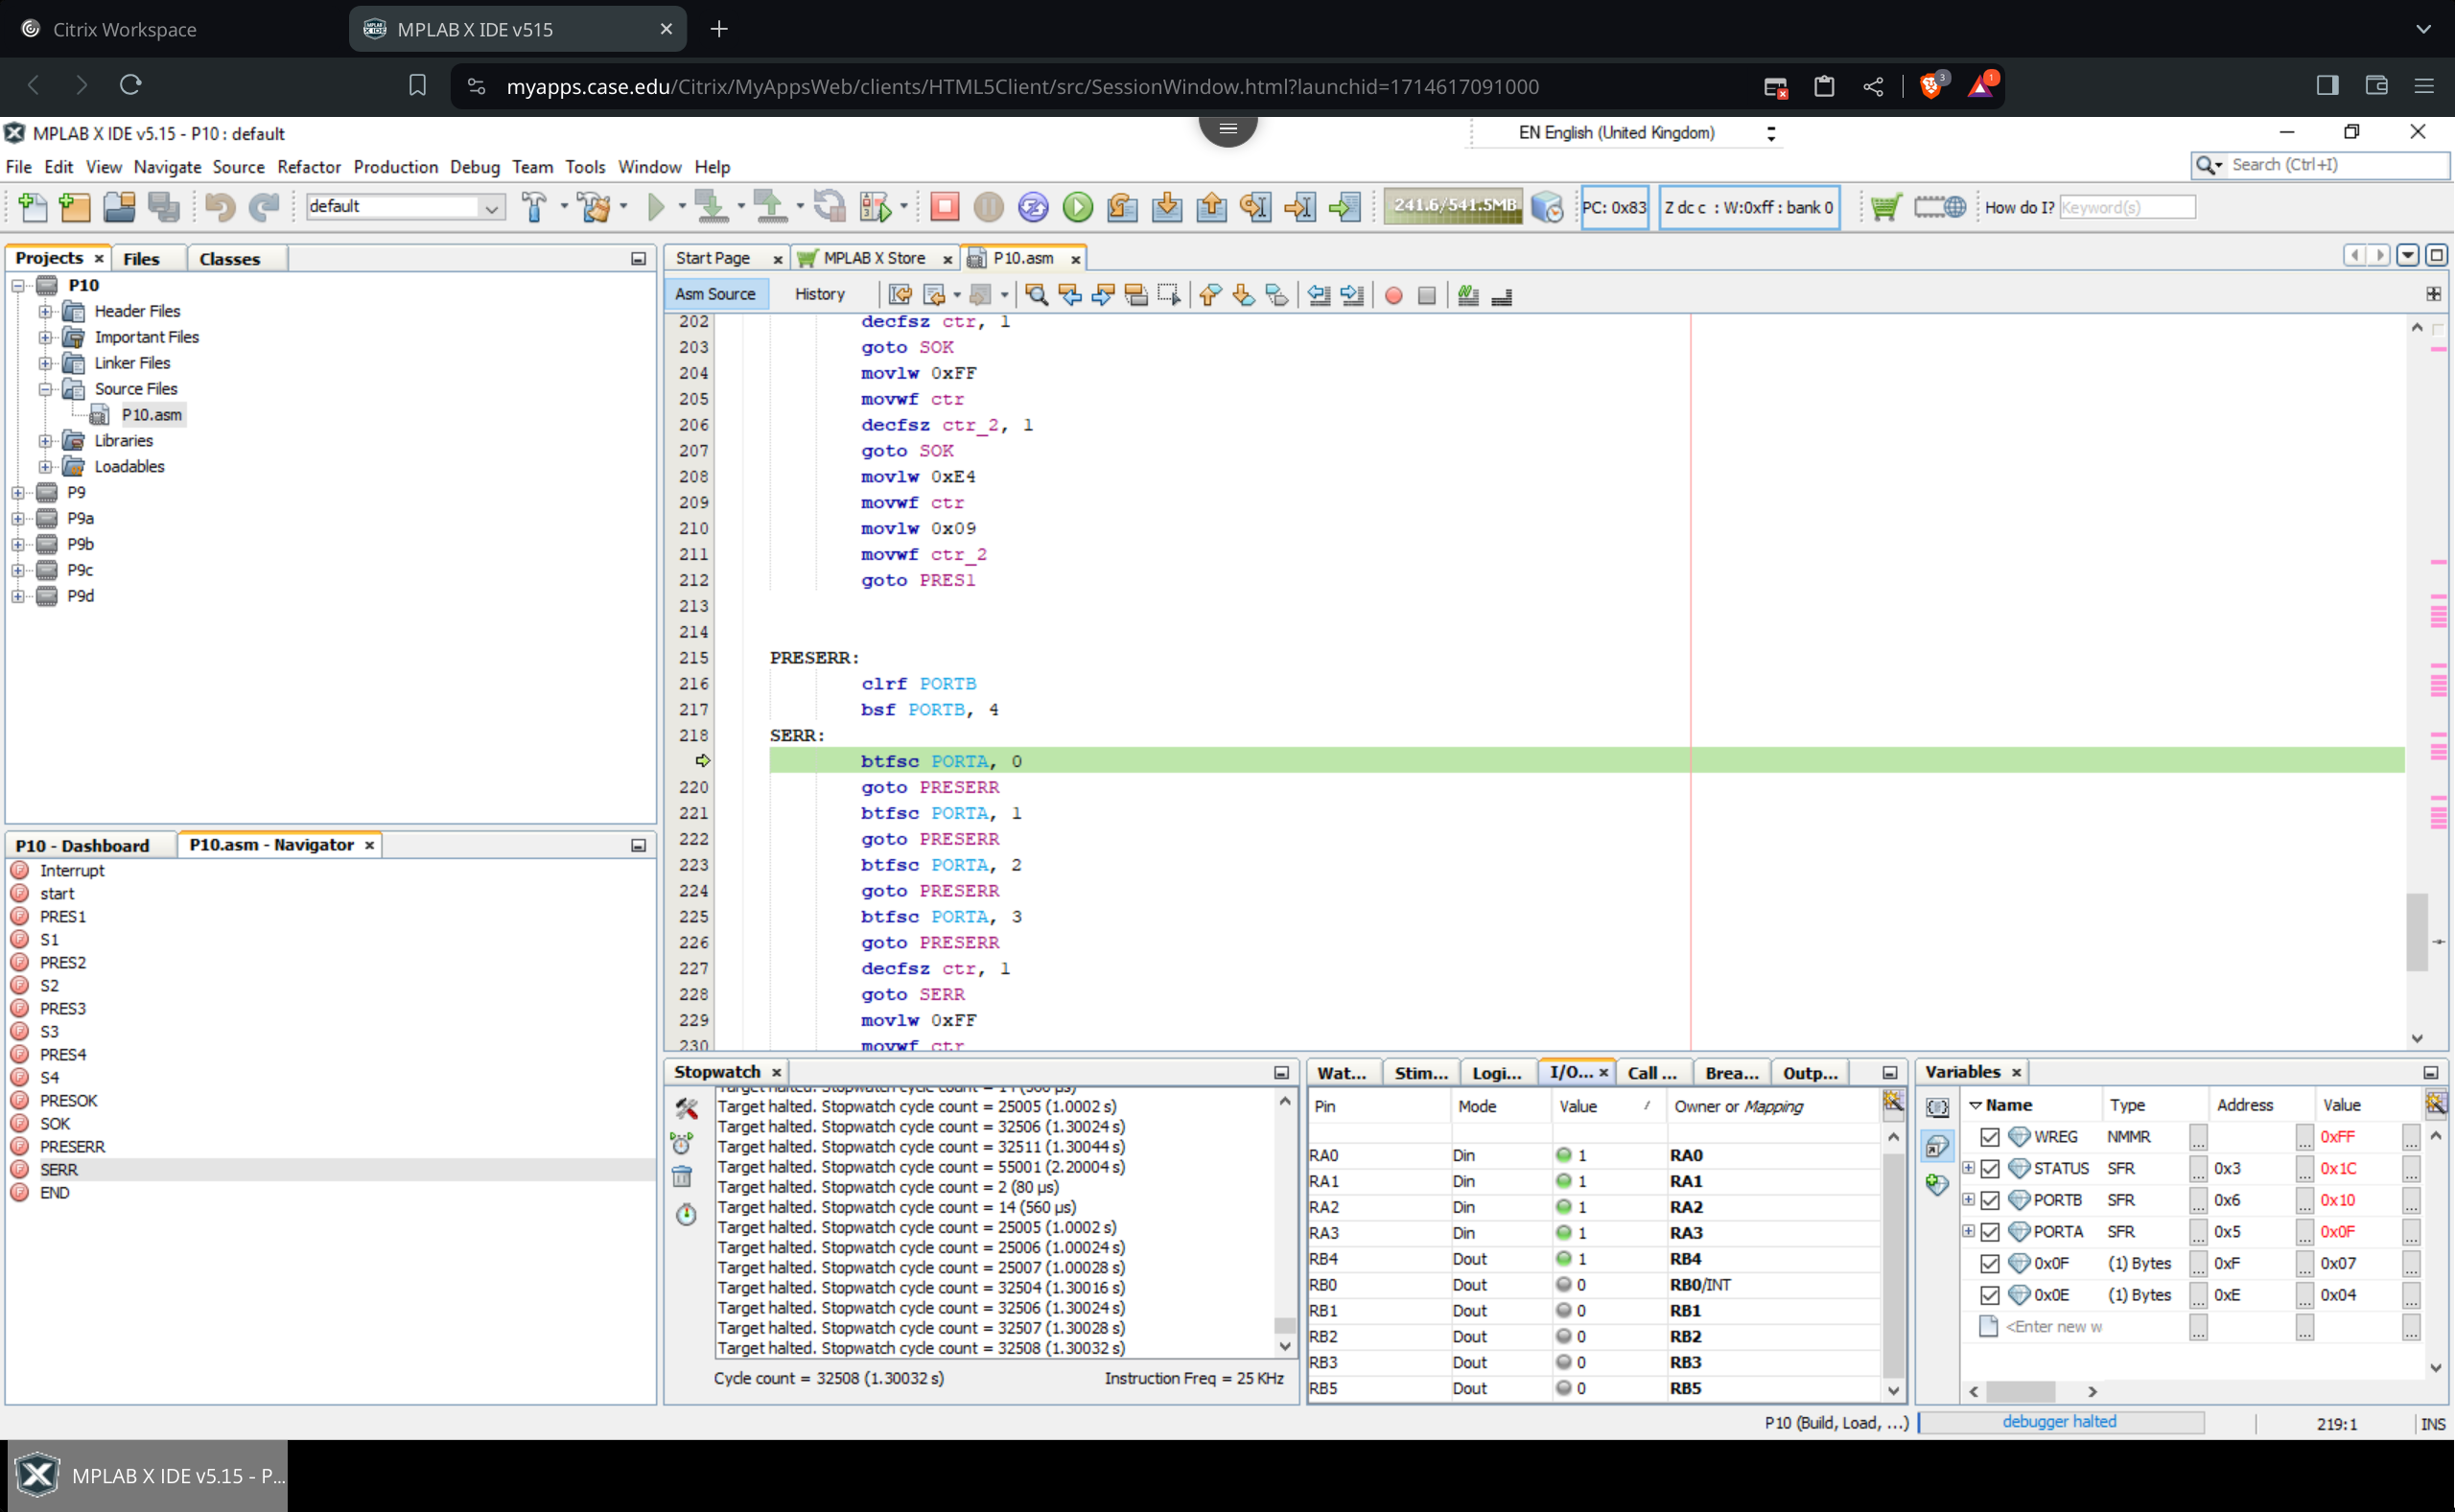 Citrix Workspace
MPLAB X IDE v515
myapps.case.edu/Citrix/MyAppsWeb/clients/HTML5Client/src/SessionWindow.html?launchid=1714617091000
3
1
MPLAB X IDE v5.15 - P10 : default
EN English (United Kingdom)
File Edit View Navigate Source Refactor Production Debug Team Tools Window Help
Search (Ctrl+I)
default
241.6/541.5MB
PC: 0x83
Z dc c : W:0xff : bank 0
How do I? Keyword(s)
Projects
Files
Classes
P10
Header Files
Important Files
Linker Files
Source Files
P10.asm
Libraries
Loadables
P9
P9a
P9b
P9c
P9d
Start Page
MPLAB X Store
P10.asm
Asm Source
History
202 decfsz ctr, 1
203 goto SOK
204 movlw 0xFF
205 movwf ctr
206 decfsz ctr_2, 1
207 goto SOK
208 movlw 0xE4
209 movwf ctr
210 movlw 0x09
211 movwf ctr_2
212 goto PRES1
213
214
215 PRESERR:
216 clrf PORTB
217 bsf PORTB, 4
218 SERR:
btfsc PORTA, 0
220 goto PRESERR
221 btfsc PORTA, 1
222 goto PRESERR
223 btfsc PORTA, 2
224 goto PRESERR
225 btfsc PORTA, 3
226 goto PRESERR
227 decfsz ctr, 1
228 goto SERR
229 movlw 0xFF
230 movwf ctr
P10 - Dashboard
P10.asm - Navigator
Interrupt
start
PRES1
S1
PRES2
S2
PRES3
S3
PRES4
S4
PRESOK
SOK
PRESERR
SERR
END
Stopwatch
Target halted. Stopwatch cycle count = 14 (560 µs)
Target halted. Stopwatch cycle count = 25005 (1.0002 s)
Target halted. Stopwatch cycle count = 32506 (1.30024 s)
Target halted. Stopwatch cycle count = 32511 (1.30044 s)
Target halted. Stopwatch cycle count = 55001 (2.20004 s)
Target halted. Stopwatch cycle count = 2 (80 µs)
Target halted. Stopwatch cycle count = 14 (560 µs)
Target halted. Stopwatch cycle count = 25005 (1.0002 s)
Target halted. Stopwatch cycle count = 25006 (1.00024 s)
Target halted. Stopwatch cycle count = 25007 (1.00028 s)
Target halted. Stopwatch cycle count = 32504 (1.30016 s)
Target halted. Stopwatch cycle count = 32506 (1.30024 s)
Target halted. Stopwatch cycle count = 32507 (1.30028 s)
Target halted. Stopwatch cycle count = 32508 (1.30032 s)
Cycle count = 32508 (1.30032 s)
Instruction Freq = 25 KHz
Wat... Stim... Logi... I/O... Call ... Brea... Outp...
Pin Mode Value / Owner or Mapping
RA0 Din 1 RA0
RA1 Din 1 RA1
RA2 Din 1 RA2
RA3 Din 1 RA3
RB4 Dout 1 RB4
RB0 Dout 0 RB0/INT
RB1 Dout 0 RB1
RB2 Dout 0 RB2
RB3 Dout 0 RB3
RB5 Dout 0 RB5
Variables
Name Type Address Value
WREG NMMR ... ... 0xFF ...
STATUS SFR ... 0x3 ... 0x1C ...
PORTB SFR ... 0x6 ... 0x10 ...
PORTA SFR ... 0x5 ... 0x0F ...
0x0F (1) Bytes ... 0xF ... 0x07 ...
0x0E (1) Bytes ... 0xE ... 0x04 ...
<Enter new w ... ... ...
P10 (Build, Load, ...)
debugger halted
219:1
INS
MPLAB X IDE v5.15 - P...